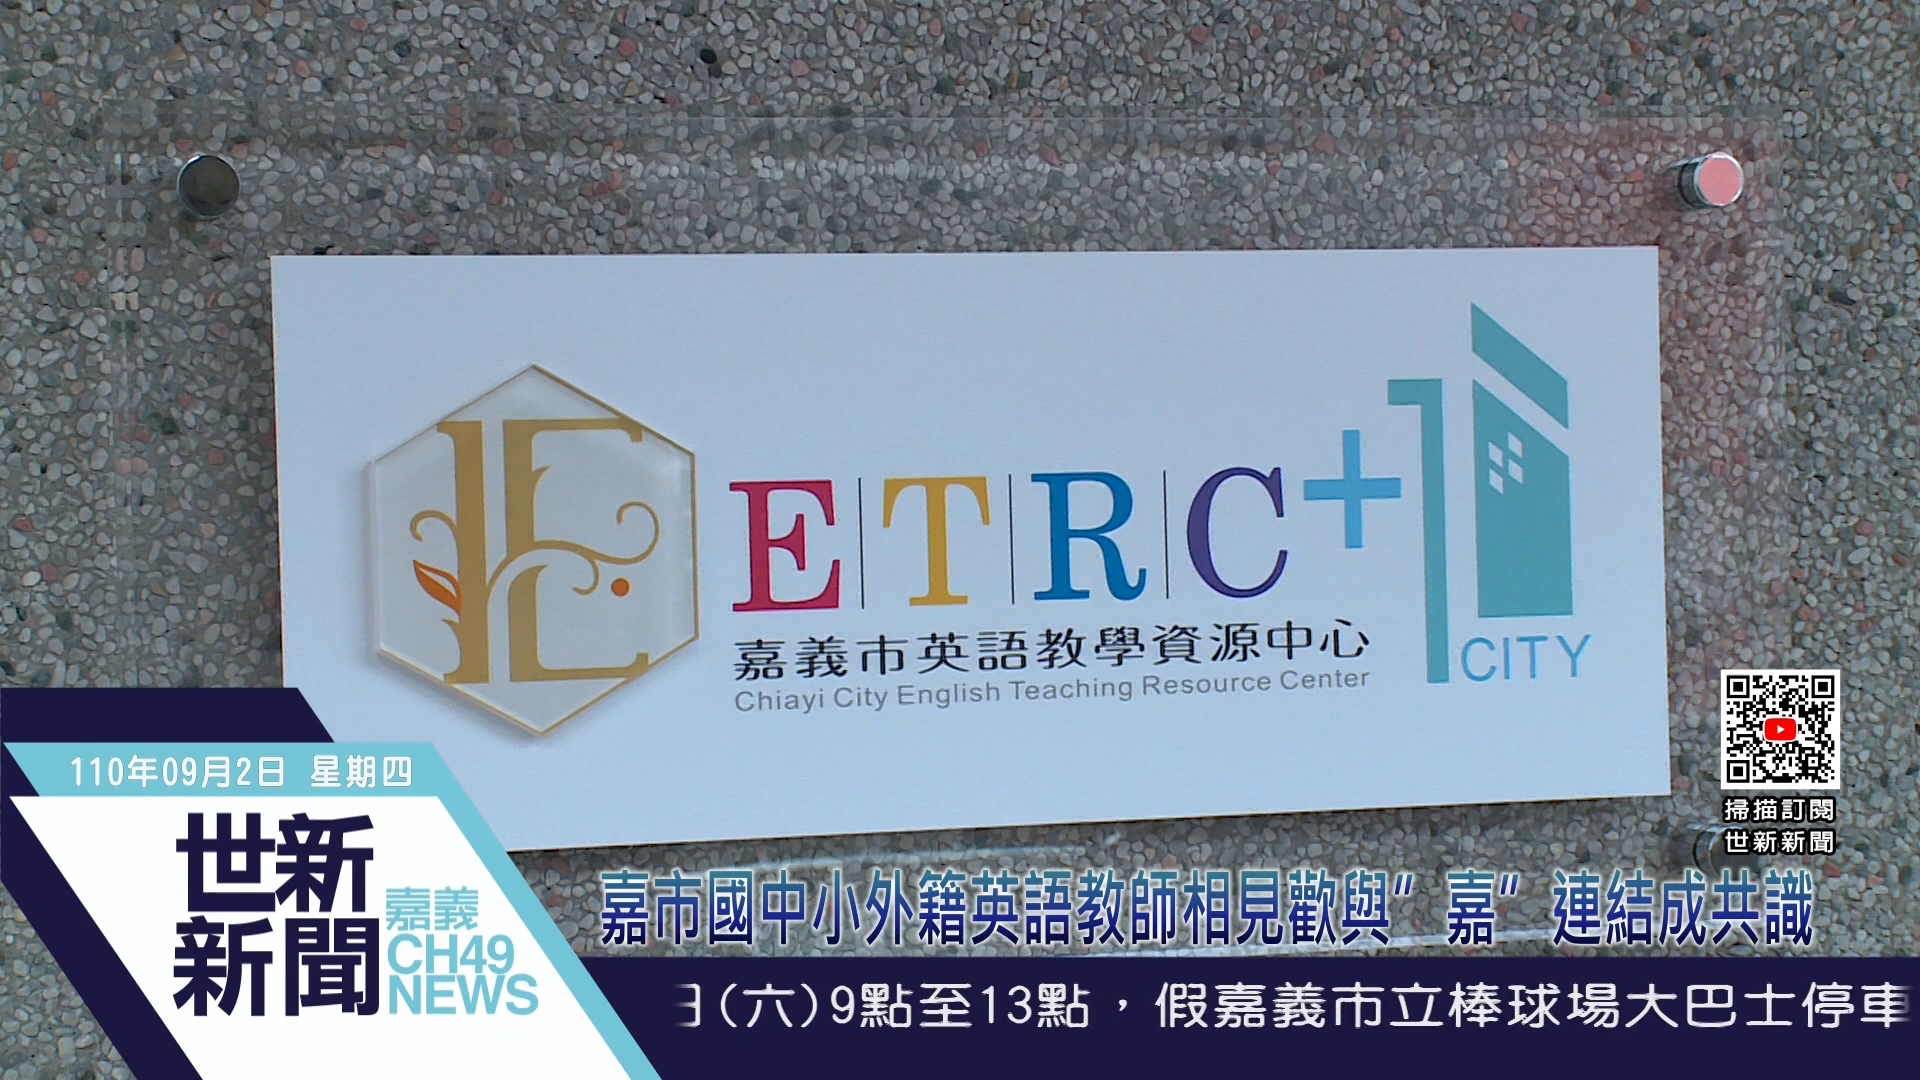 E T R C +
嘉義市英語教學資源中心
Chiayi City English Teaching Resource Center
CITY
110年09月2日 星期四
世新
新聞
嘉義
CH49
NEWS
掃描訂閱
世新新聞
嘉市國中小外籍英語教師相見歡與”嘉”連結成共識
日(六)9點至13點，假嘉義市立棒球場大巴士停車